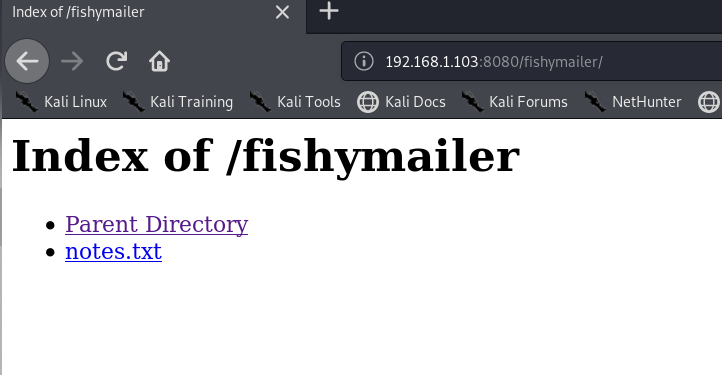 Index of /fishymailer
192.168.1.103:8080/fishymailer/
Kali Linux Kali Training Kali Tools Kali Docs Kali Forums NetHunter
Index of /fishymailer
Parent Directory
notes.txt